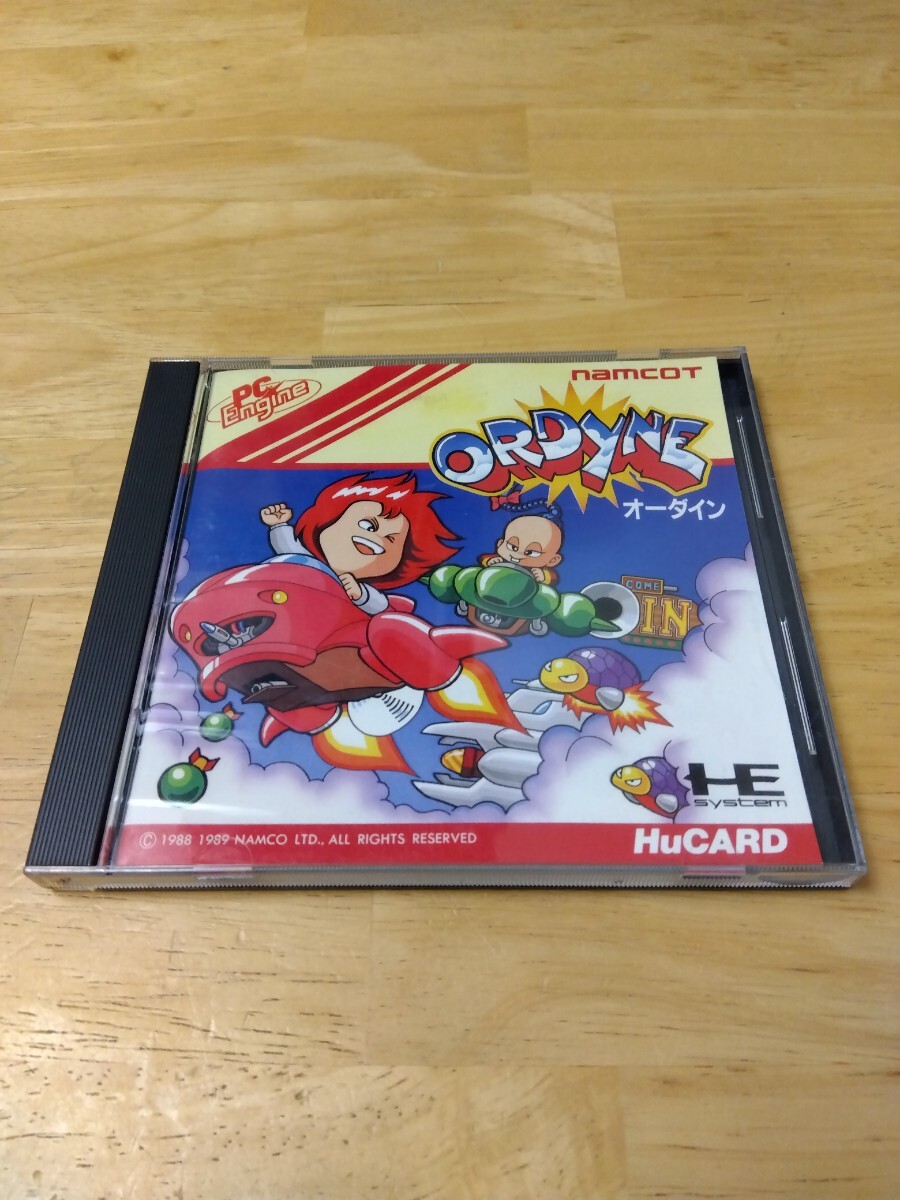 PC Engine
namcot
ORDYNE
オーダイン
COME
IN
HE
system
© 1988 1989 NAMCO LTD., ALL RIGHTS RESERVED
HuCARD